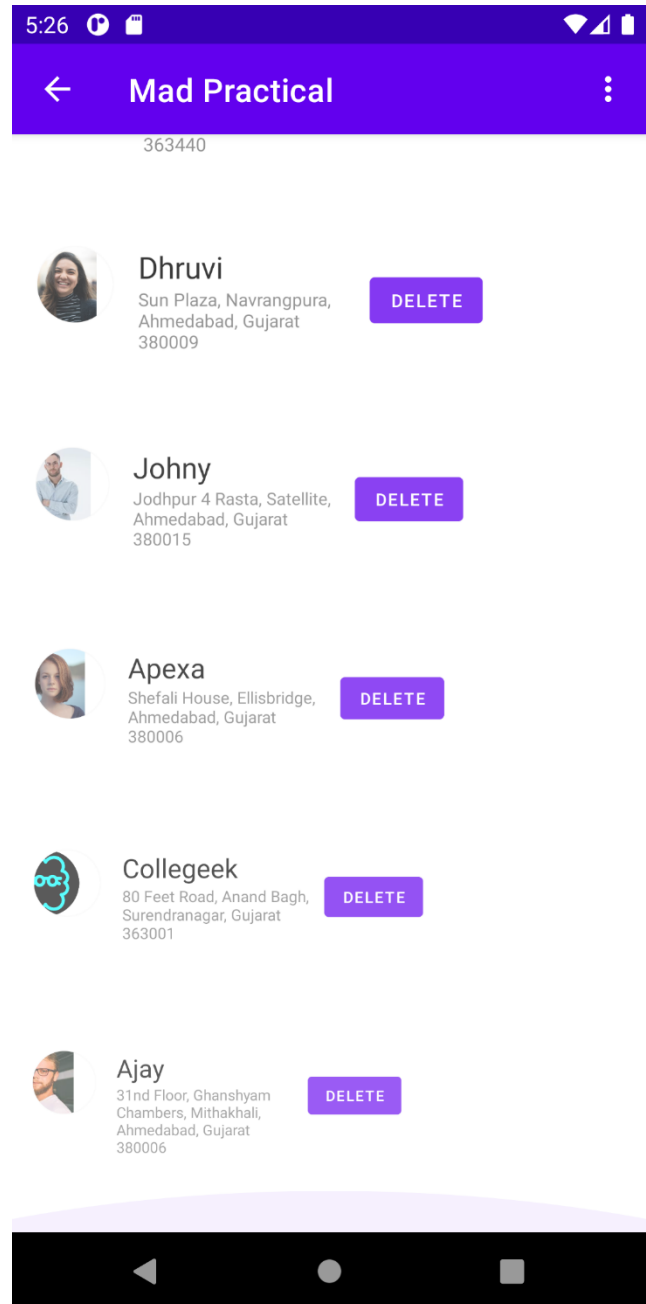 5:26
Mad Practical
363440
Dhruvi
Sun Plaza, Navrangpura,
Ahmedabad, Gujarat
380009
DELETE
Johny
Jodhpur 4 Rasta, Satellite,
Ahmedabad, Gujarat
380015
DELETE
Apexa
Shefali House, Ellisbridge,
Ahmedabad, Gujarat
380006
DELETE
Collegeek
80 Feet Road, Anand Bagh,
Surendranagar, Gujarat
363001
DELETE
Ajay
31nd Floor, Ghanshyam
Chambers, Mithakhali,
Ahmedabad, Gujarat
380006
DELETE